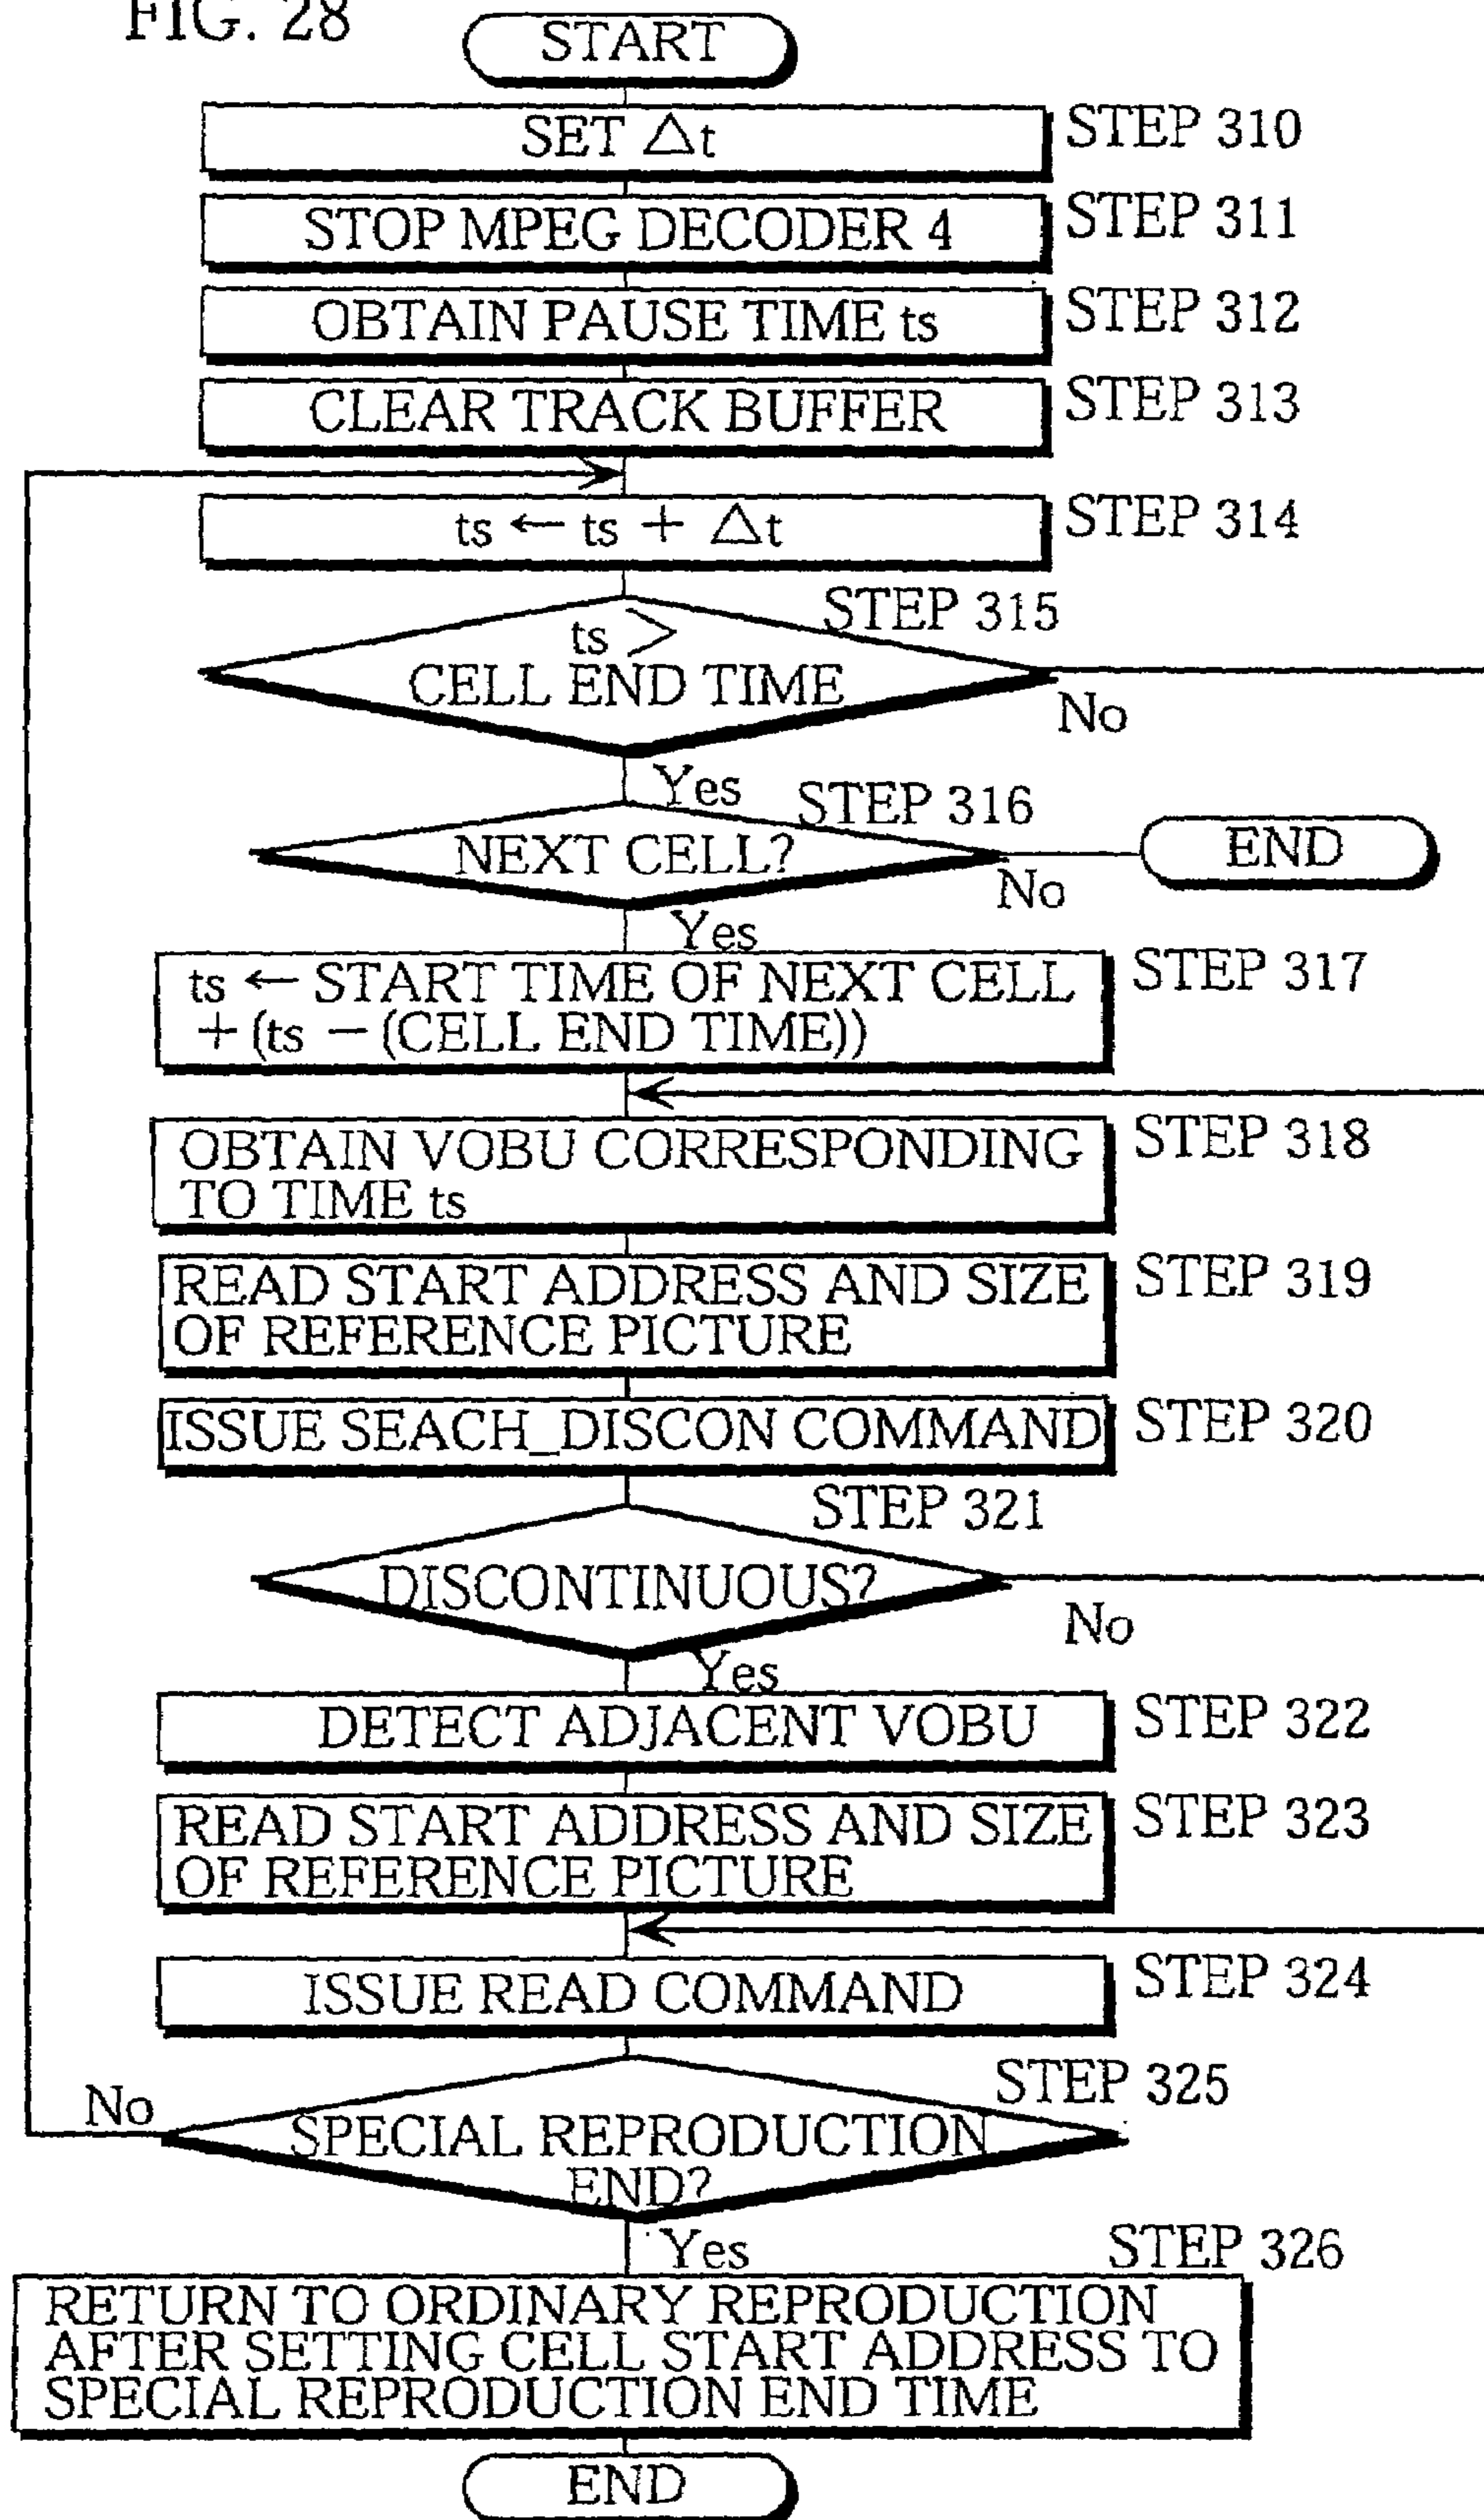 FIG. 28
START
SET △t
STEP 310
STOP MPEG DECODER 4
STEP 311
OBTAIN PAUSE TIME ts
STEP 312
CLEAR TRACK BUFFER
STEP 313
ts ← ts + △t
STEP 314
STEP 315
ts >
CELL END TIME
No
Yes
STEP 316
NEXT CELL?
END
No
Yes
ts ← START TIME OF NEXT CELL
+ (ts − (CELL END TIME))
STEP 317
OBTAIN VOBU CORRESPONDING
TO TIME ts
STEP 318
READ START ADDRESS AND SIZE
OF REFERENCE PICTURE
STEP 319
ISSUE SEACH_DISCON COMMAND
STEP 320
STEP 321
DISCONTINUOUS?
No
Yes
DETECT ADJACENT VOBU
STEP 322
READ START ADDRESS AND SIZE
OF REFERENCE PICTURE
STEP 323
ISSUE READ COMMAND
STEP 324
STEP 325
No
SPECIAL REPRODUCTION
END?
Yes
STEP 326
RETURN TO ORDINARY REPRODUCTION
AFTER SETTING CELL START ADDRESS TO
SPECIAL REPRODUCTION END TIME
END